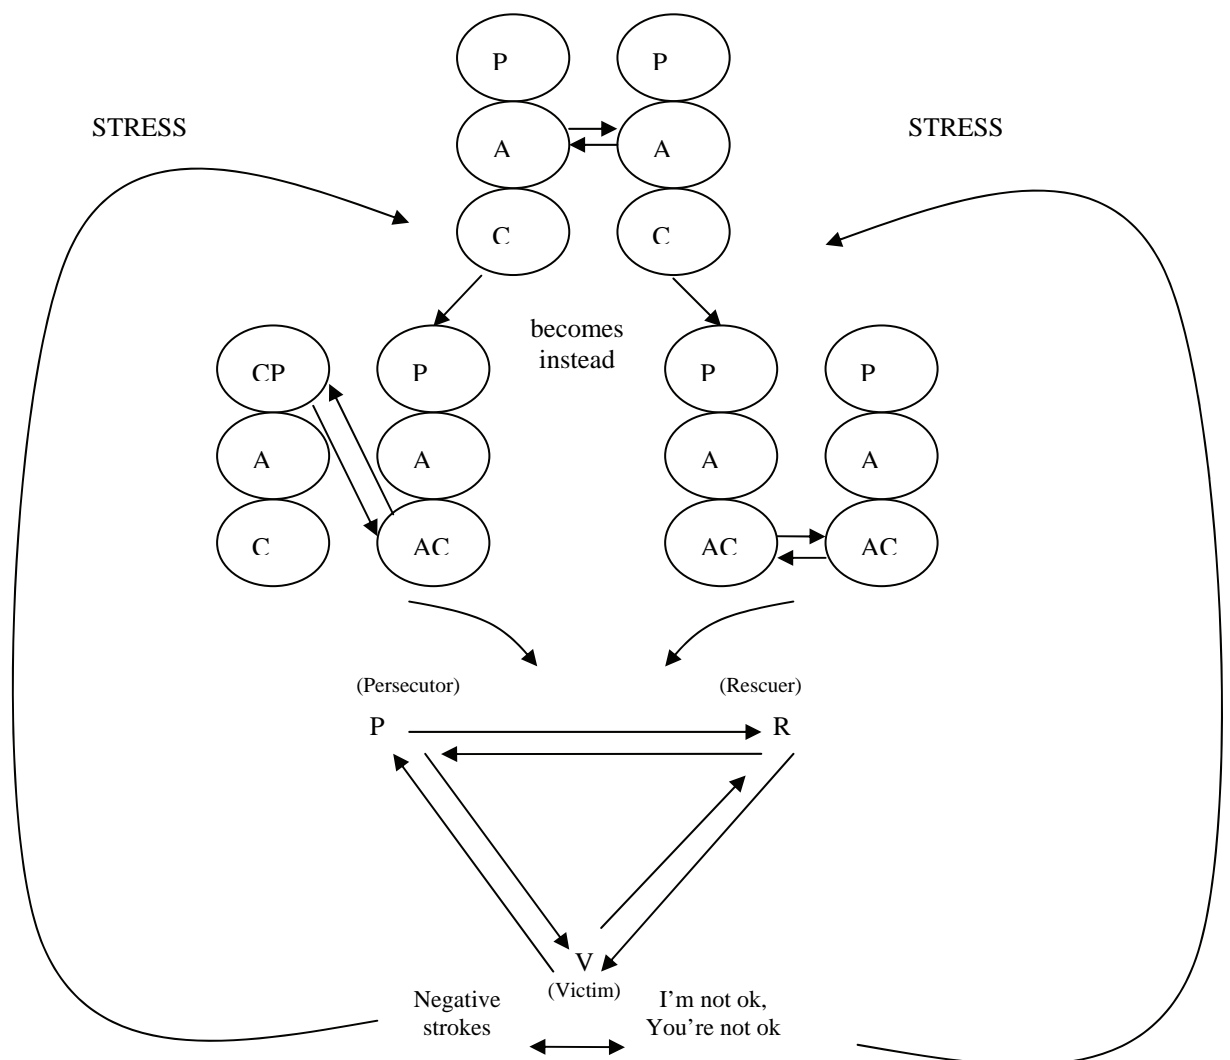 P P
STRESS STRESS
A A
C C
becomes
instead
CP P P P
A A A A
C AC AC AC
(Persecutor) (Rescuer)
P R
V
(Victim)
Negative
strokes
I'm not ok,
You're not ok